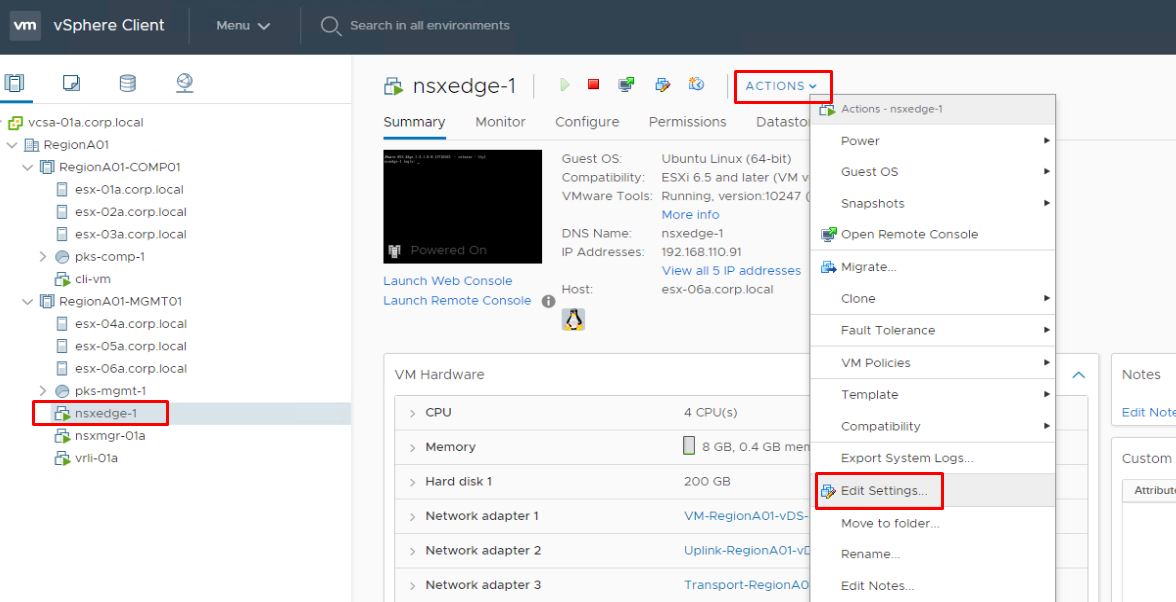 vm vSphere Client Menu Search in all environments
vcsa-01a.corp.local
RegionA01
RegionA01-COMP01
esx-01a.corp.local
esx-02a.corp.local
esx-03a.corp.local
pks-comp-1
cli-vm
RegionA01-MGMT01
esx-04a.corp.local
esx-05a.corp.local
esx-06a.corp.local
pks-mgmt-1
nsxedge-1
nsxmgr-01a
vrli-01a
nsxedge-1
ACTIONS
Summary Monitor Configure Permissions Datasto
Powered On
Launch Web Console
Launch Remote Console
Guest OS: Ubuntu Linux (64-bit)
Compatibility: ESXi 6.5 and later (VM v
VMware Tools: Running, version:10247 (
More info
DNS Name: nsxedge-1
IP Addresses: 192.168.110.91
View all 5 IP addresses
Host: esx-06a.corp.local
VM Hardware
CPU 4 CPU(s)
Memory 8 GB, 0.4 GB mem
Hard disk 1 200 GB
Network adapter 1 VM-RegionA01-vDS-
Network adapter 2 Uplink-RegionA01-vD
Network adapter 3 Transport-RegionA0
Actions - nsxedge-1
Power
Guest OS
Snapshots
Open Remote Console
Migrate...
Clone
Fault Tolerance
VM Policies
Template
Compatibility
Export System Logs...
Edit Settings...
Move to folder...
Rename...
Edit Notes...
Notes
Edit Note
Custom
Attribut